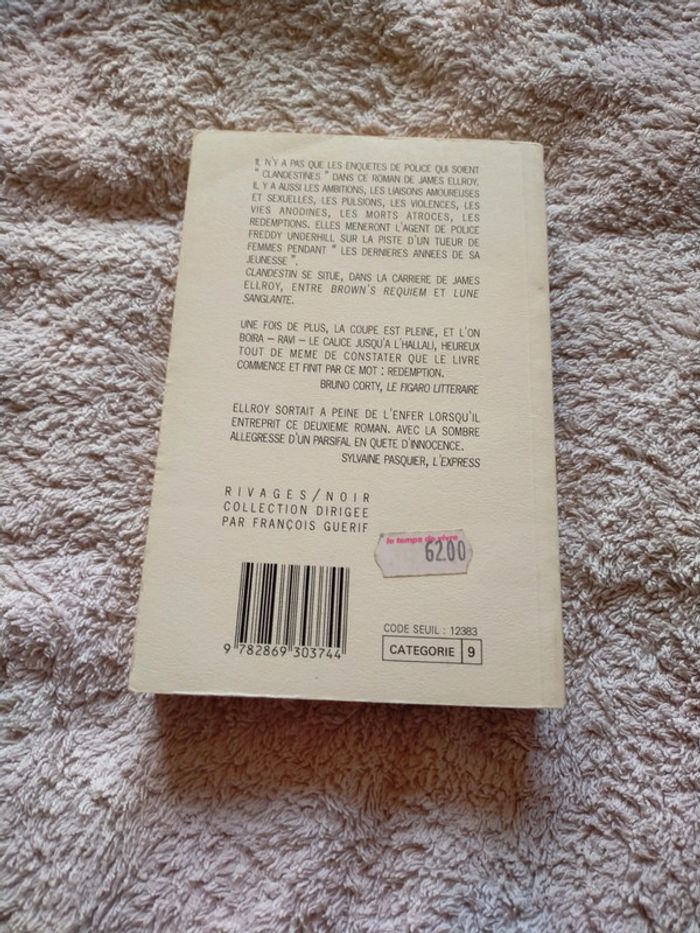 IL N'Y A PAS QUE LES ENQUETES DE POLICE QUI SOIENT
" CLANDESTINES " DANS CE ROMAN DE JAMES ELLROY.
IL Y A AUSSI LES AMBITIONS, LES LIAISONS AMOUREUSES
ET SEXUELLES, LES PULSIONS, LES VIOLENCES, LES
VIES ANODINES, LES MORTS ATROCES, LES
REDEMPTIONS. ELLES MENERONT L'AGENT DE POLICE
FREDDY UNDERHILL SUR LA PISTE D'UN TUEUR DE
FEMMES PENDANT " LES DERNIERES ANNEES DE SA
JEUNESSE ".
CLANDESTIN SE SITUE, DANS LA CARRIERE DE JAMES
ELLROY, ENTRE BROWN'S REQUIEM ET LUNE
SANGLANTE.
UNE FOIS DE PLUS, LA COUPE EST PLEINE, ET L'ON
BOIRA – RAVI – LE CALICE JUSQU'A L'HALLALI, HEUREUX
TOUT DE MEME DE CONSTATER QUE LE LIVRE
COMMENCE ET FINIT PAR CE MOT : REDEMPTION.
BRUNO CORTY, LE FIGARO LITTERAIRE
ELLROY SORTAIT A PEINE DE L'ENFER LORSQU'IL
ENTREPRIT CE DEUXIEME ROMAN. AVEC LA SOMBRE
ALLEGRESSE D'UN PARSIFAL EN QUETE D'INNOCENCE.
SYLVAINE PASQUIER, L'EXPRESS
RIVAGES/NOIR
COLLECTION DIRIGEE
PAR FRANÇOIS GUERIF
le temps de vivre
62.00
9 782869 303744
CODE SEUIL : 12383
CATEGORIE 9